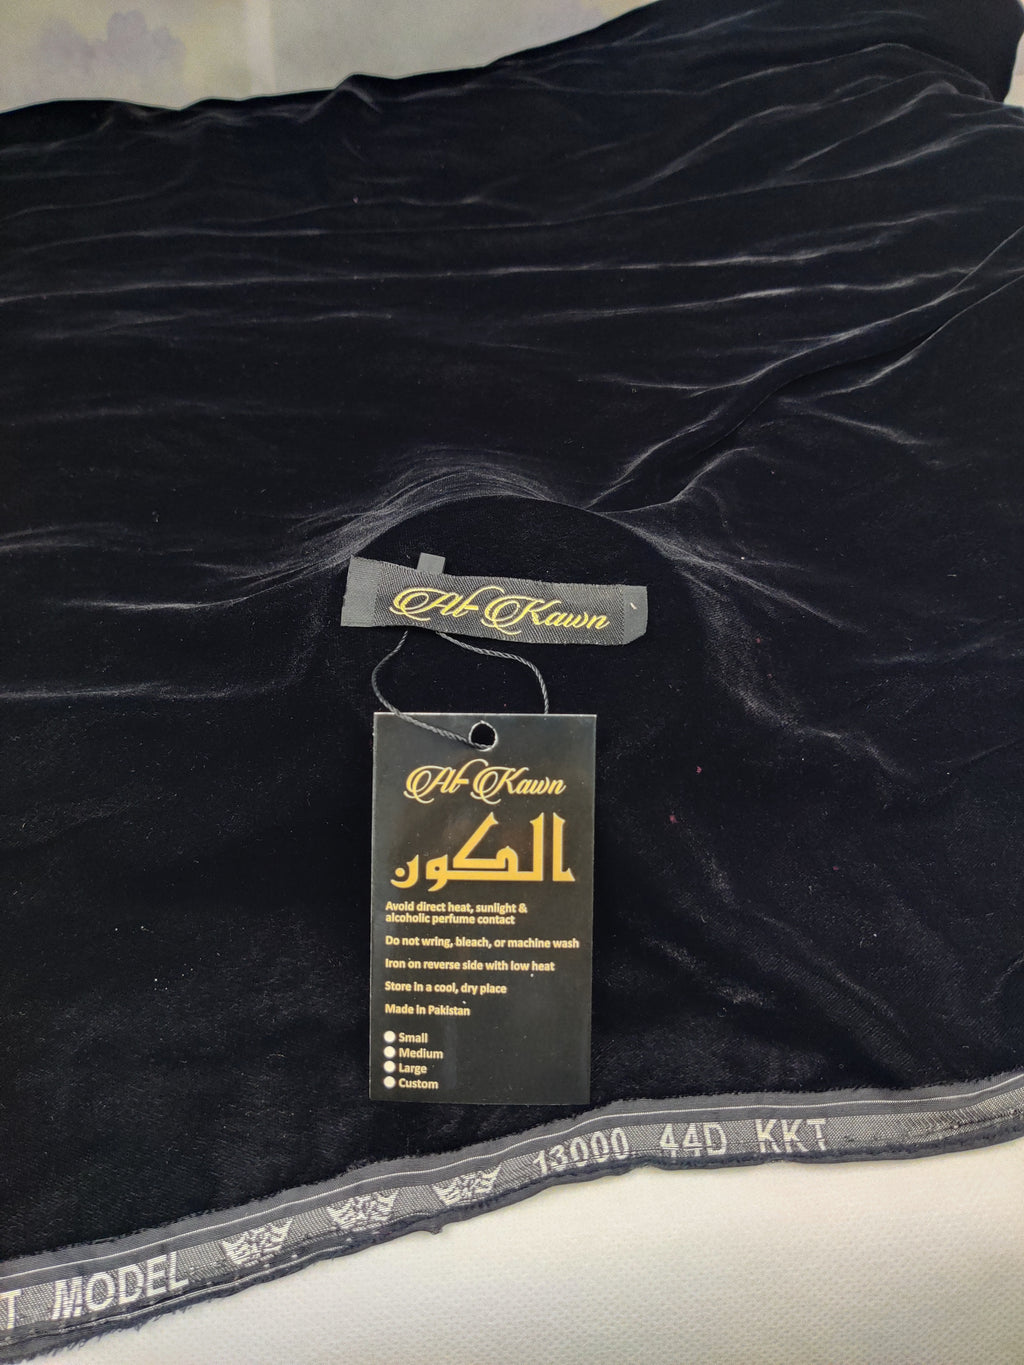 Al-Kawn
Al-Kawn
الكون
Avoid direct heat, sunlight &
alcoholic perfume contact
Do not wring, bleach, or machine wash
Iron on reverse side with low heat
Store in a cool, dry place
Made in Pakistan
Small
Medium
Large
Custom
T MODEL 13000 44D KKT